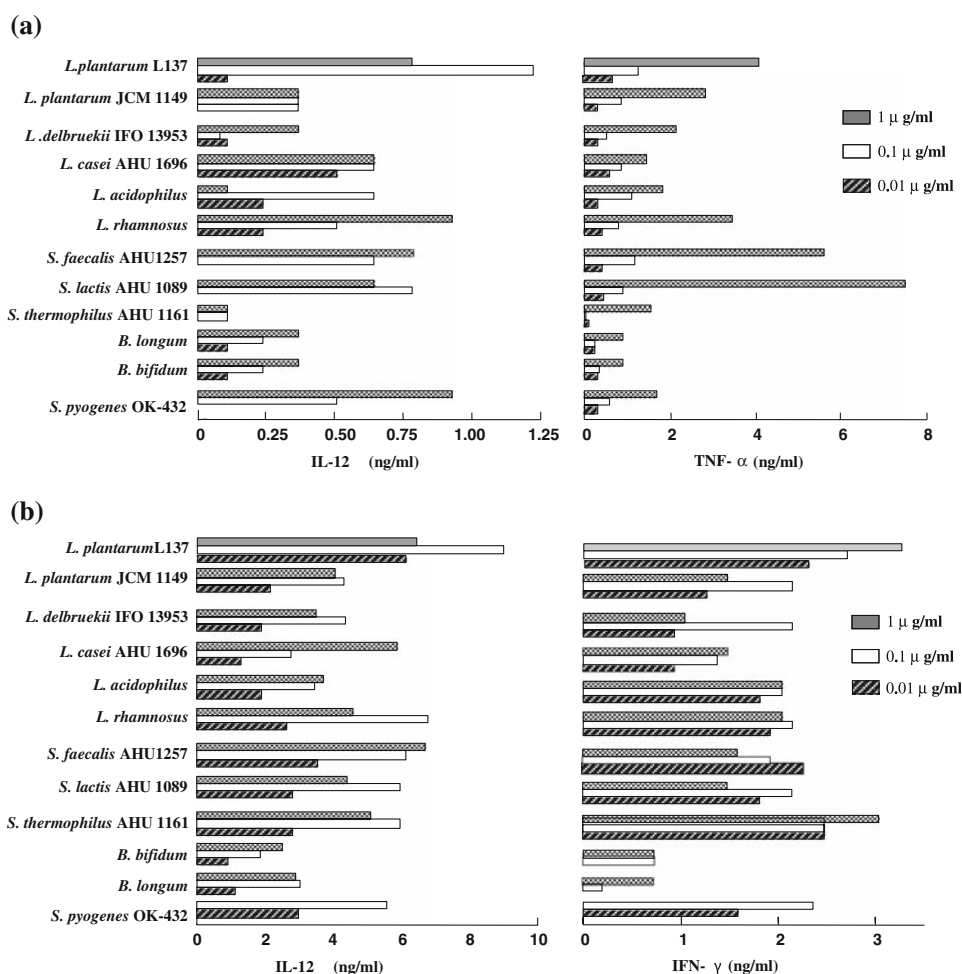 (a)
L.plantarum L137
L. plantarum JCM 1149
L .delbruekii IFO 13953
L. casei AHU 1696
L. acidophilus
L. rhamnosus
S. faecalis AHU1257
S. lactis AHU 1089
S. thermophilus AHU 1161
B. longum
B. bifidum
S. pyogenes OK-432
0 0.25 0.50 0.75 1.00 1.25
IL-12 (ng/ml)
1 μ g/ml
0.1 μ g/ml
0.01 μ g/ml
0 2 4 6 8
TNF- α (ng/ml)
(b)
L. plantarumL137
L. plantarum JCM 1149
L. delbruekii IFO 13953
L. casei AHU 1696
L. acidophilus
L. rhamnosus
S. faecalis AHU1257
S. lactis AHU 1089
S. thermophilus AHU 1161
B. bifidum
B. longum
S. pyogenes OK-432
0 2 4 6 8 10
IL-12 (ng/ml)
1 μ g/ml
0.1 μ g/ml
0.01 μ g/ml
0 1 2 3
IFN- γ (ng/ml)